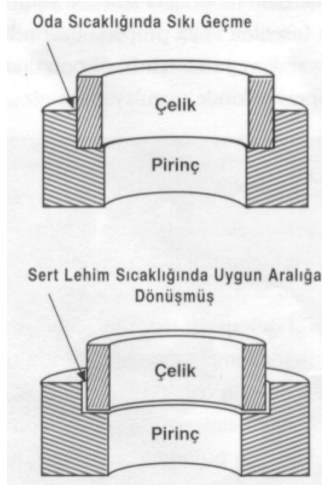 Oda Sıcaklığında Sıkı Geçme
Çelik
Pirinç
Sert Lehim Sıcaklığında Uygun Aralığa
Dönüşmüş
Çelik
Pirinç